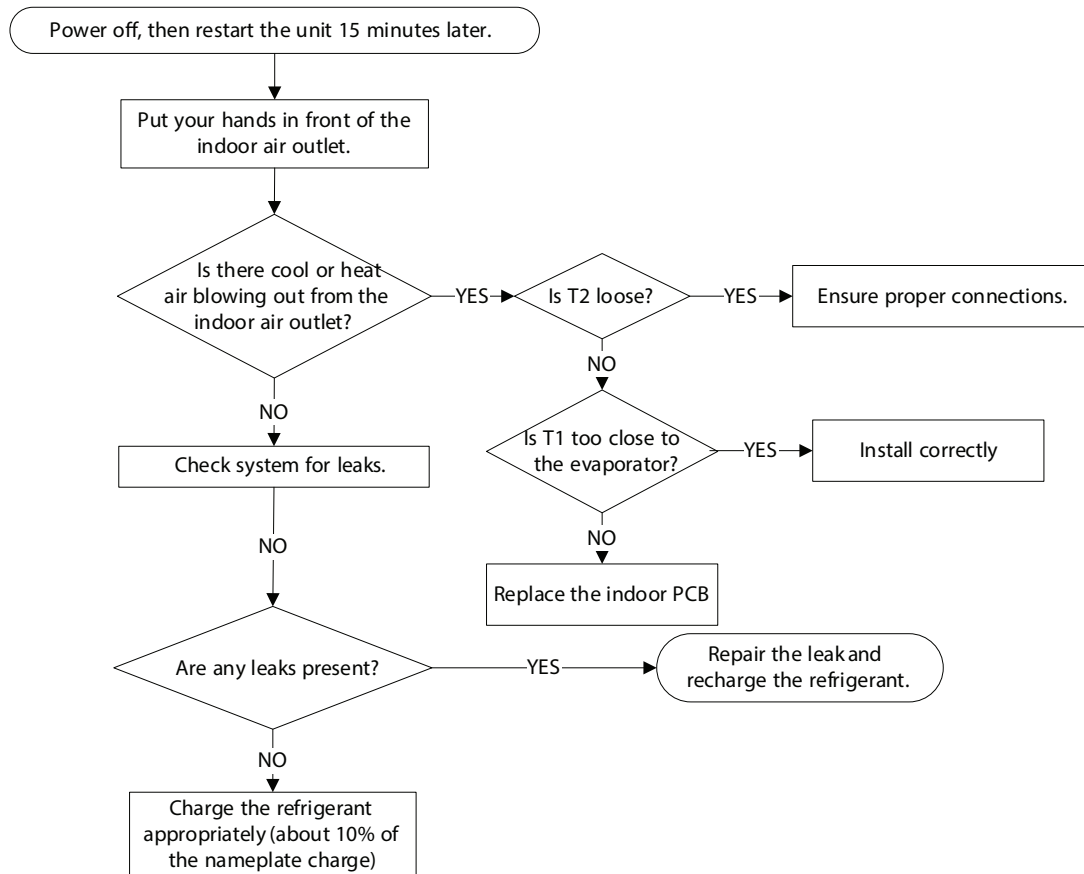 Power off, then restart the unit 15 minutes later.
Put your hands in front of the
indoor air outlet.
Is there cool or heat
air blowing out from the
indoor air outlet?
YES
Is T2 loose?
YES
Ensure proper connections.
NO
NO
Is T1 too close to
the evaporator?
YES
Install correctly
Check system for leaks.
NO
NO
Replace the indoor PCB
Are any leaks present?
YES
Repair the leak and
recharge the refrigerant.
NO
Charge the refrigerant
appropriately (about 10% of
the nameplate charge)